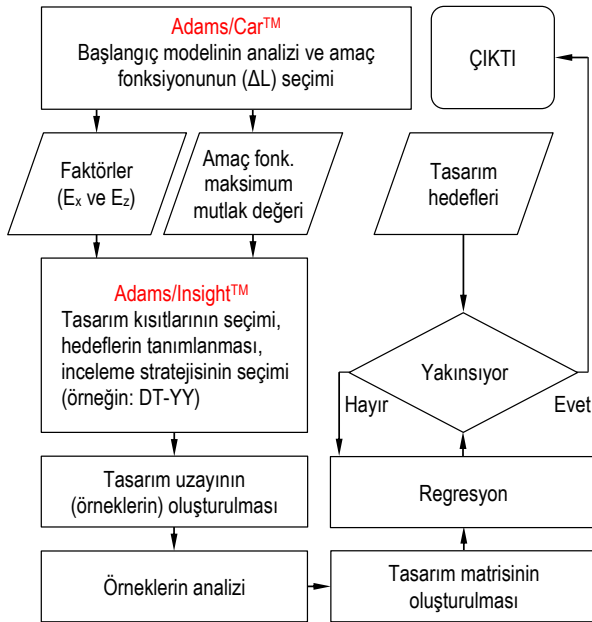 Adams/Car™
Başlangıç modelinin analizi ve amaç
fonksiyonunun (ΔL) seçimi
ÇIKTI
Faktörler
(Eₓ ve E_z)
Amaç fonk.
maksimum
mutlak değeri
Tasarım
hedefleri
Adams/Insight™
Tasarım kısıtlarının seçimi,
hedeflerin tanımlanması,
inceleme stratejisinin seçimi
(örneğin: DT-YY)
Yakınsıyor
Hayır
Evet
Tasarım uzayının
(örneklerin) oluşturulması
Regresyon
Örneklerin analizi
Tasarım matrisinin
oluşturulması